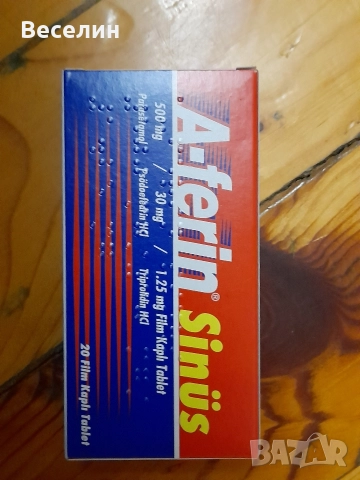 Веселин
A-ferin® Sinüs
500 mg / 30 mg / 1.25 mg Film Kaplı Tablet
Parasetamol Psödoefedrin HCl Triprolidin HCl
20 Film Kaplı Tablet
BAZAR